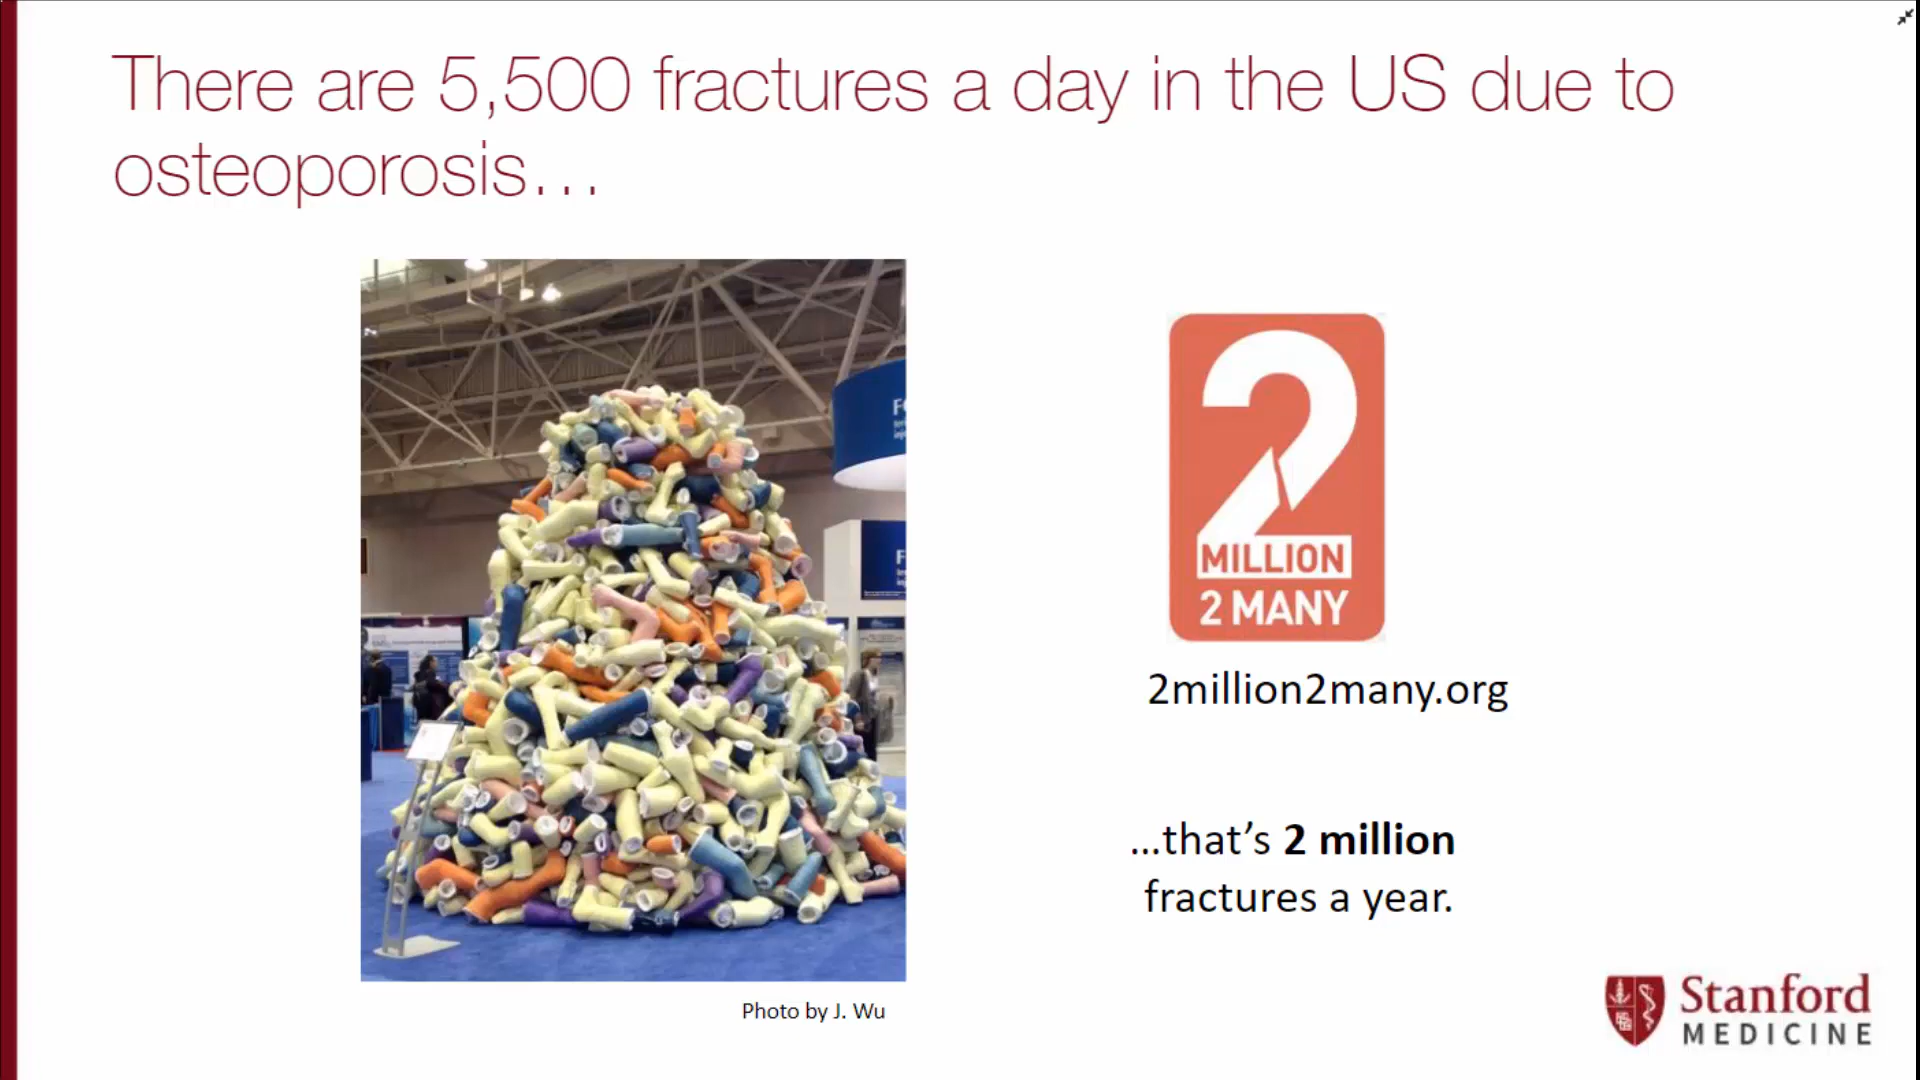 There are 5,500 fractures a day in the US due to
osteoporosis...
2
MILLION
2 MANY
2million2many.org
...that's 2 million
fractures a year.
Photo by J. Wu
Stanford
MEDICINE